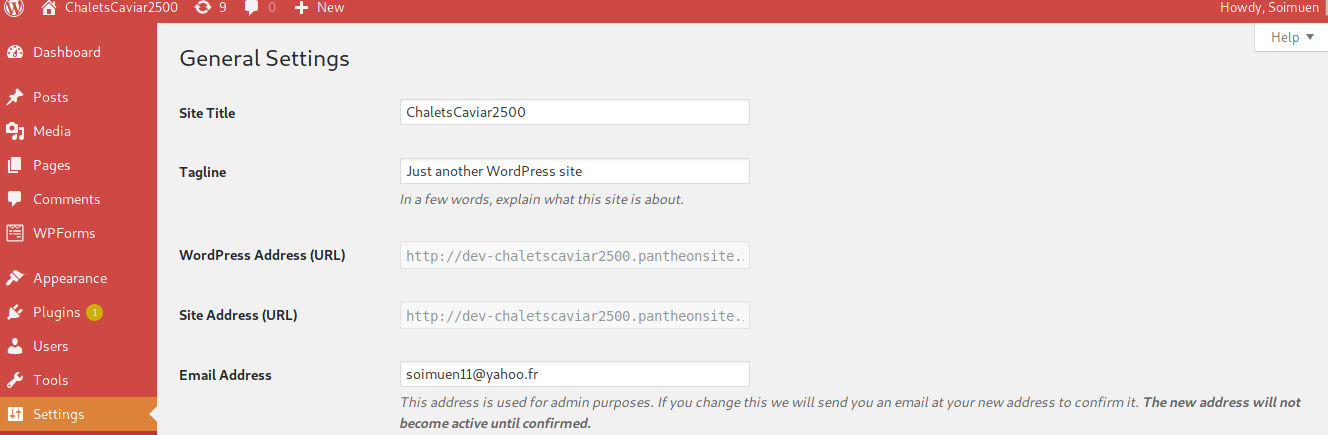 ChaletsCaviar2500 9 0 New Howdy, Soimuen
Help
Dashboard
Posts
Media
Pages
Comments
WPForms
Appearance
Plugins 1
Users
Tools
Settings
General Settings
Site Title ChaletsCaviar2500
Tagline Just another WordPress site
In a few words, explain what this site is about.
WordPress Address (URL) http://dev-chaletscaviar2500.pantheonsite.
Site Address (URL) http://dev-chaletscaviar2500.pantheonsite.
Email Address soimuen11@yahoo.fr
This address is used for admin purposes. If you change this we will send you an email at your new address to confirm it. The new address will not
become active until confirmed.